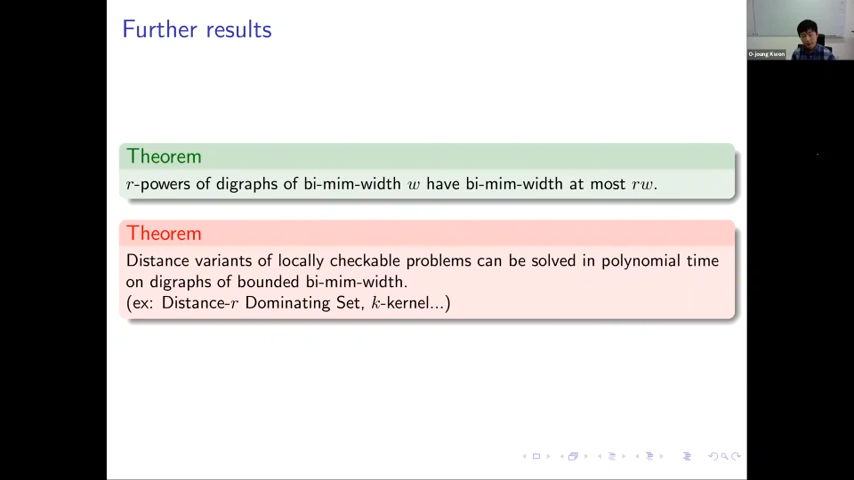 Further results
Theorem
r-powers of digraphs of bi-mim-width w have bi-mim-width at most rw.
Theorem
Distance variants of locally checkable problems can be solved in polynomial time
on digraphs of bounded bi-mim-width.
(ex: Distance-r Dominating Set, k-kernel...)
O-joung Kwon